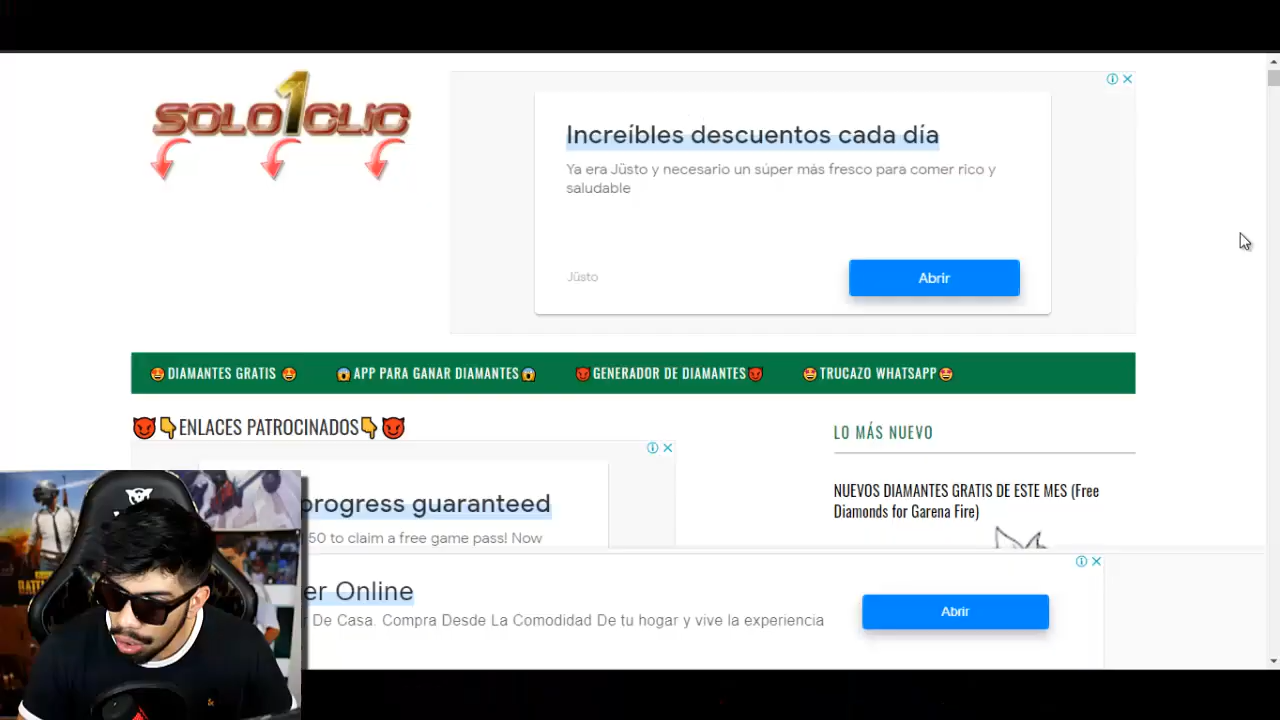 SOLO1CLIC
Increíbles descuentos cada día
Ya era Jüsto y necesario un súper más fresco para comer rico y
saludable
Jüsto
Abrir
🤩DIAMANTES GRATIS 🤩
😱APP PARA GANAR DIAMANTES😱
😈GENERADOR DE DIAMANTES😈
🤩TRUCAZO WHATSAPP🤩
😈👇ENLACES PATROCINADOS👇😈
LO MÁS NUEVO
progress guaranteed
50 to claim a free game pass! Now
NUEVOS DIAMANTES GRATIS DE ESTE MES (Free
Diamonds for Garena Fire)
er Online
De Casa. Compra Desde La Comodidad De tu hogar y vive la experiencia
Abrir